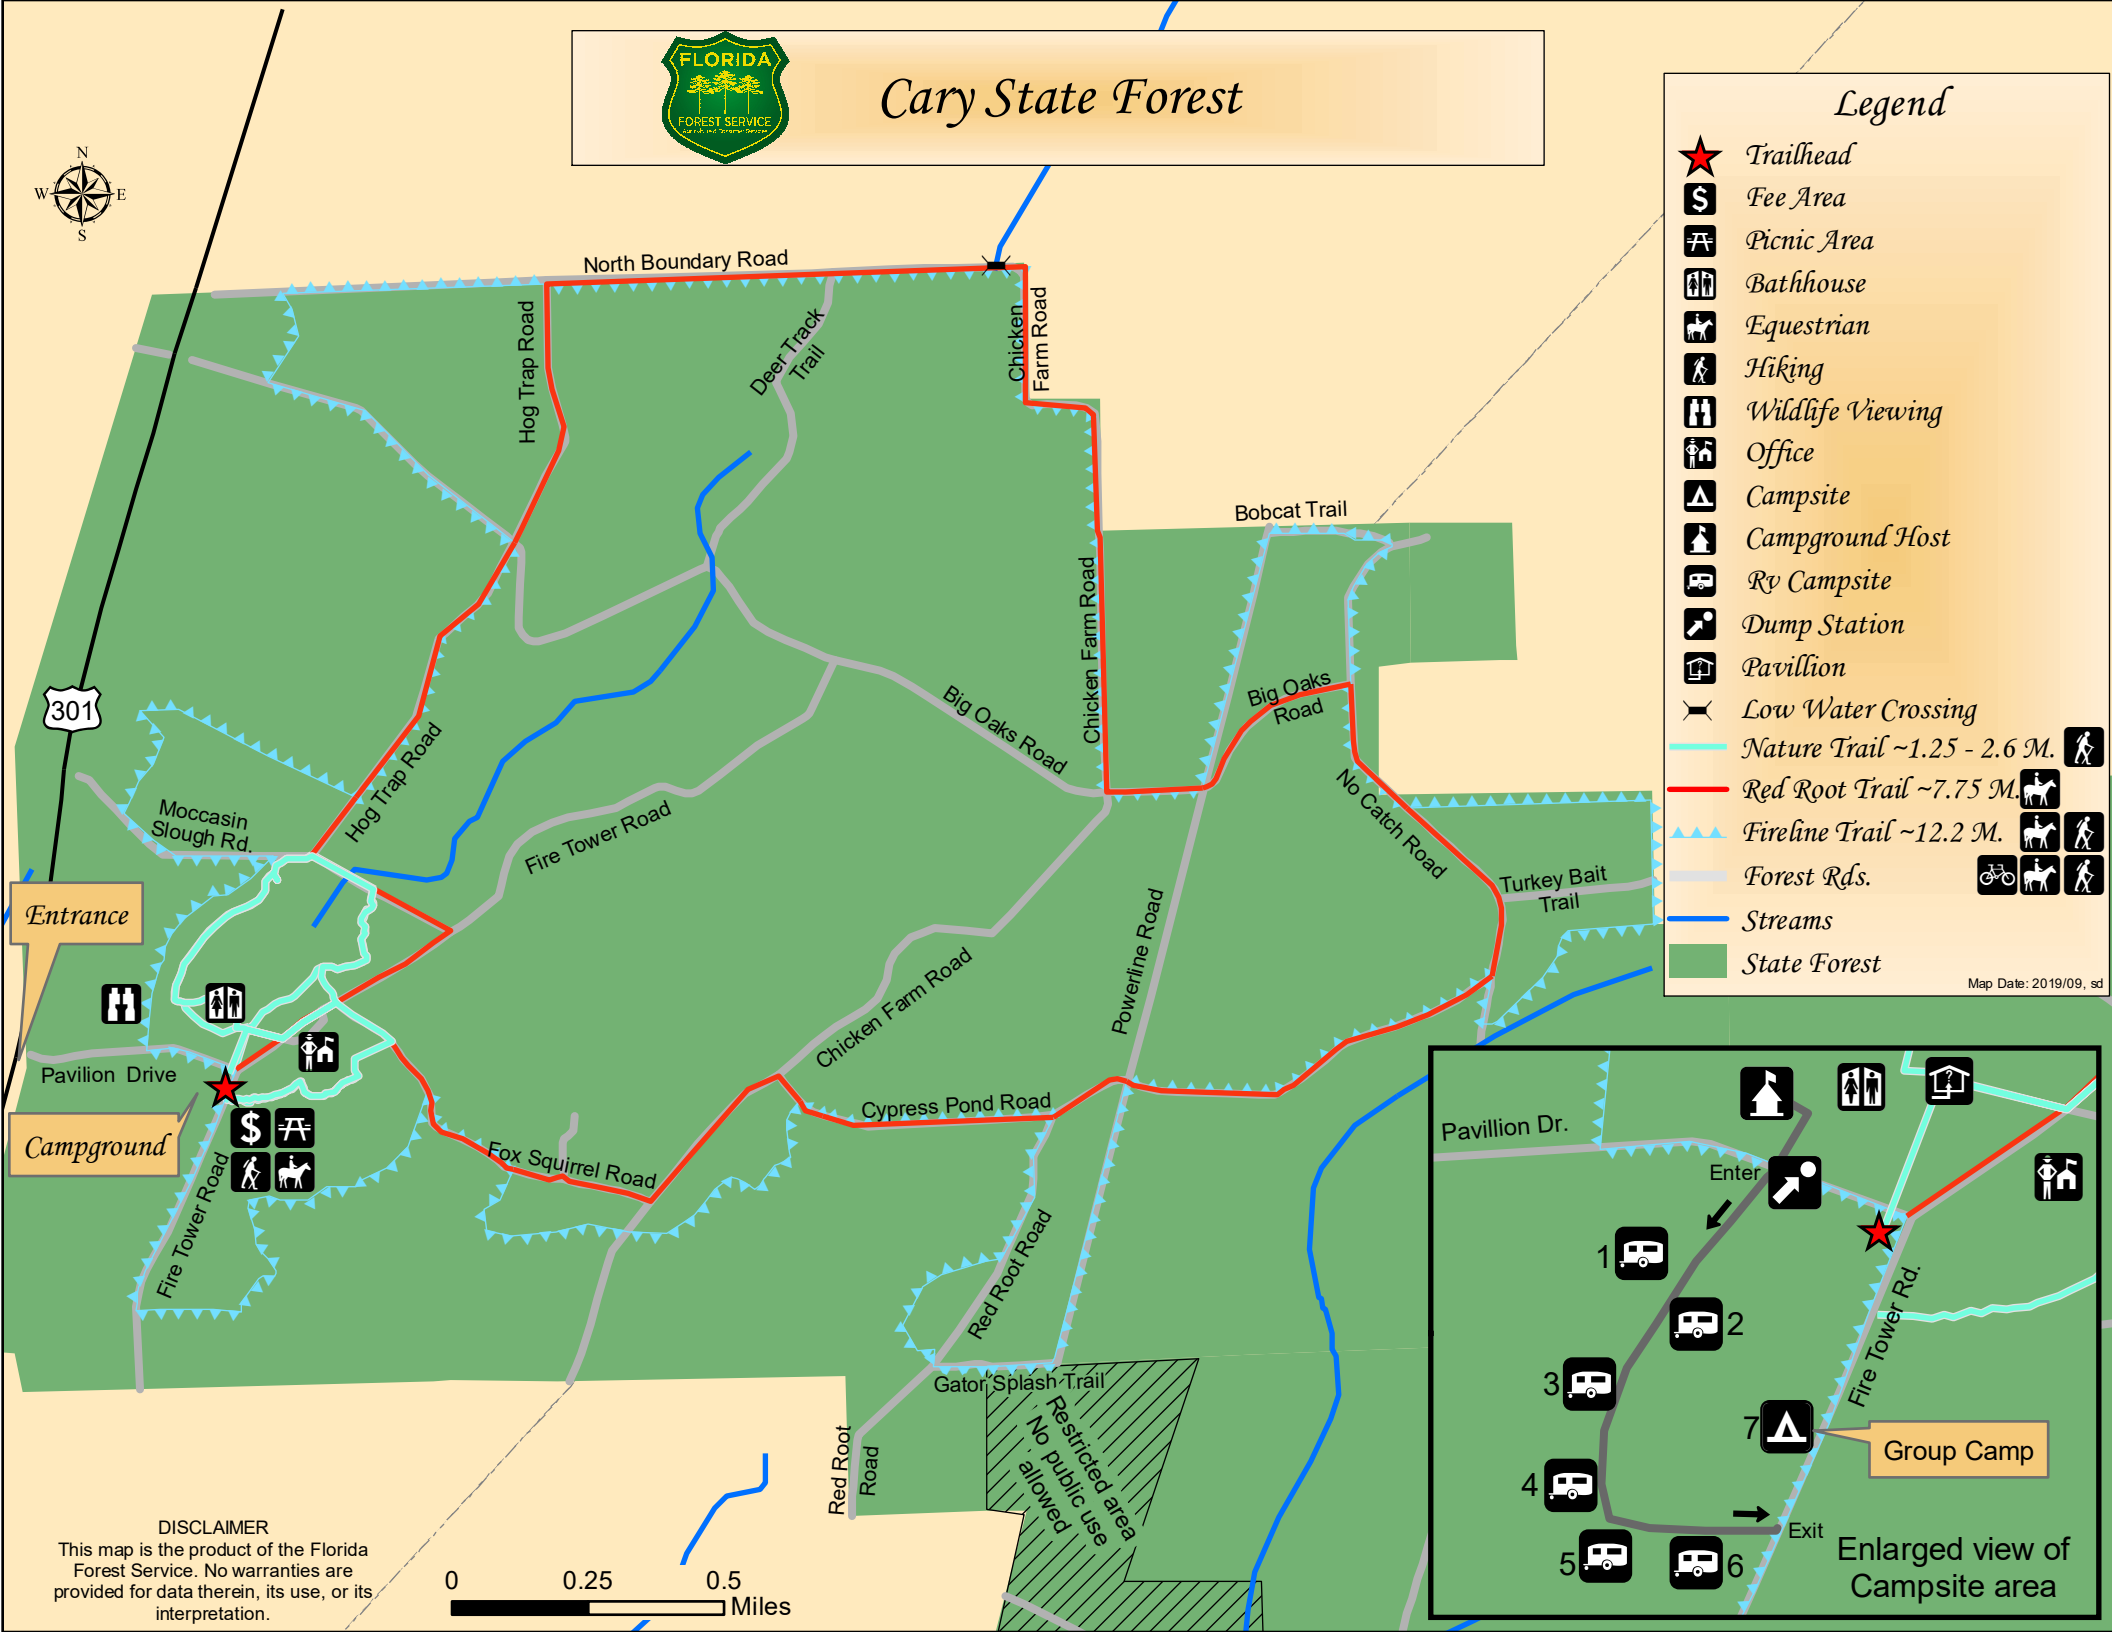 FLORIDA
FOREST SERVICE
Cary State Forest
N
W
E
S
Legend
Trailhead
Fee Area
Picnic Area
Bathhouse
Equestrian
Hiking
Wildlife Viewing
Office
Campsite
Campground Host
Rv Campsite
Dump Station
Pavillion
Low Water Crossing
Nature Trail ~1.25 - 2.6 M.
Red Root Trail ~7.75 M.
Fireline Trail ~12.2 M.
Forest Rds.
Streams
State Forest
Map Date: 2019/09, sd
North Boundary Road
Hog Trap Road
Deer Track
Trail
Chicken
Farm Road
Bobcat Trail
Chicken Farm Road
Big Oaks
Road
Big Oaks Road
301
Hog Trap Road
Moccasin
Slough Rd.
Fire Tower Road
No Catch Road
Turkey Bait
Trail
Entrance
Powerline Road
Chicken Farm Road
Pavilion Drive
Campground
$
Cypress Pond Road
Fox Squirrel Road
Fire Tower Road
Red Root Road
Gator Splash Trail
Restricted area
No public use
allowed
Red Root
Road
Pavillion Dr.
Enter
1
2
3
4
5
6
7
Fire Tower Rd.
Group Camp
Exit
Enlarged view of
Campsite area
DISCLAIMER
This map is the product of the Florida
Forest Service. No warranties are
provided for data therein, its use, or its
interpretation.
0 0.25 0.5
Miles